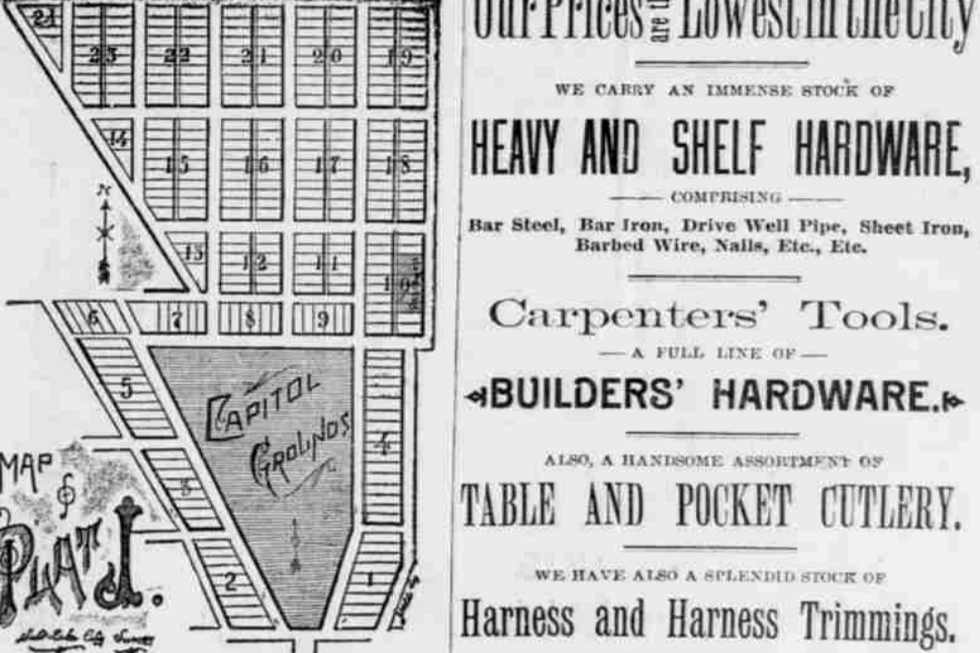 24 23 22 21 20 19
14 15 16 17 18
N
13 12 11 10
6 7 8 9
5
CAPITOL
GROUNDS
4
MAP
of
3
PLAT J.
2
1
Salt Lake City Survey
Our Prices are the Lowest in the City
WE CARRY AN IMMENSE STOCK OF
HEAVY AND SHELF HARDWARE,
COMPRISING
Bar Steel, Bar Iron, Drive Well Pipe, Sheet Iron,
Barbed Wire, Nails, Etc., Etc.
Carpenters' Tools.
A FULL LINE OF
BUILDERS' HARDWARE.
ALSO, A HANDSOME ASSORTMENT OF
TABLE AND POCKET CUTLERY.
WE HAVE ALSO A SPLENDID STOCK OF
Harness and Harness Trimmings.